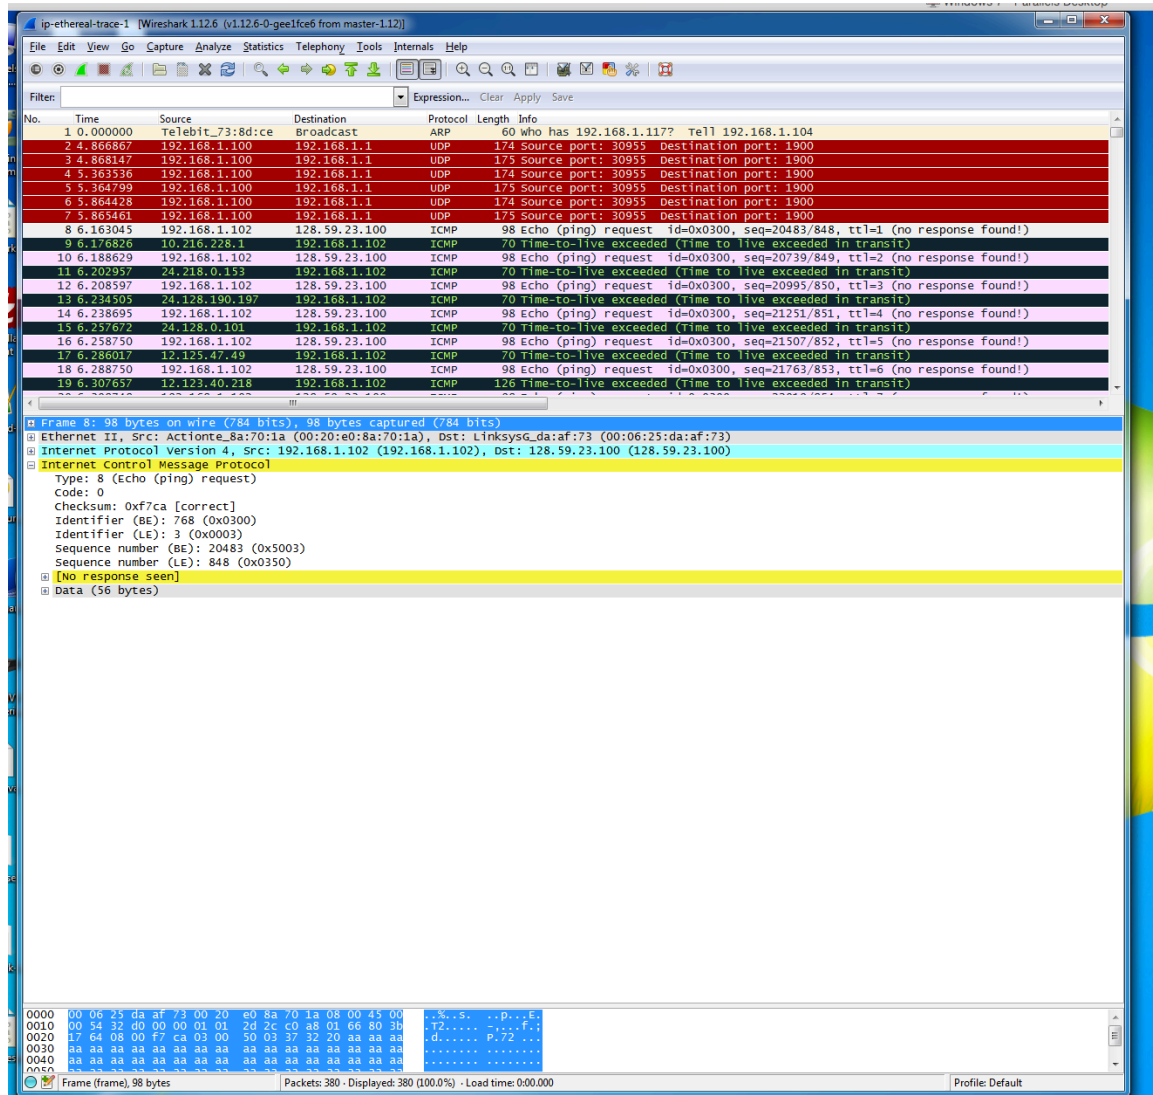 ip-ethereal-trace-1 [Wireshark 1.12.6 (v1.12.6-0-gee1fce6 from master-1.12)]
File Edit View Go Capture Analyze Statistics Telephony Tools Internals Help
Filter: Expression... Clear Apply Save
No. Time Source Destination Protocol Length Info
1 0.000000 Telebit_73:8d:ce Broadcast ARP 60 Who has 192.168.1.117? Tell 192.168.1.104
2 4.866867 192.168.1.100 192.168.1.1 UDP 174 Source port: 30955 Destination port: 1900
3 4.868147 192.168.1.100 192.168.1.1 UDP 175 Source port: 30955 Destination port: 1900
4 5.363536 192.168.1.100 192.168.1.1 UDP 174 Source port: 30955 Destination port: 1900
5 5.364799 192.168.1.100 192.168.1.1 UDP 175 Source port: 30955 Destination port: 1900
6 5.864428 192.168.1.100 192.168.1.1 UDP 174 Source port: 30955 Destination port: 1900
7 5.865461 192.168.1.100 192.168.1.1 UDP 175 Source port: 30955 Destination port: 1900
8 6.163045 192.168.1.102 128.59.23.100 ICMP 98 Echo (ping) request id=0x0300, seq=20483/848, ttl=1 (no response found!)
9 6.176826 10.216.228.1 192.168.1.102 ICMP 70 Time-to-live exceeded (Time to live exceeded in transit)
10 6.188629 192.168.1.102 128.59.23.100 ICMP 98 Echo (ping) request id=0x0300, seq=20739/849, ttl=2 (no response found!)
11 6.202957 24.218.0.153 192.168.1.102 ICMP 70 Time-to-live exceeded (Time to live exceeded in transit)
12 6.208597 192.168.1.102 128.59.23.100 ICMP 98 Echo (ping) request id=0x0300, seq=20995/850, ttl=3 (no response found!)
13 6.234505 24.128.190.197 192.168.1.102 ICMP 70 Time-to-live exceeded (Time to live exceeded in transit)
14 6.238695 192.168.1.102 128.59.23.100 ICMP 98 Echo (ping) request id=0x0300, seq=21251/851, ttl=4 (no response found!)
15 6.257672 24.128.0.101 192.168.1.102 ICMP 70 Time-to-live exceeded (Time to live exceeded in transit)
16 6.258750 192.168.1.102 128.59.23.100 ICMP 98 Echo (ping) request id=0x0300, seq=21507/852, ttl=5 (no response found!)
17 6.286017 12.125.47.49 192.168.1.102 ICMP 70 Time-to-live exceeded (Time to live exceeded in transit)
18 6.288750 192.168.1.102 128.59.23.100 ICMP 98 Echo (ping) request id=0x0300, seq=21763/853, ttl=6 (no response found!)
19 6.307657 12.123.40.218 192.168.1.102 ICMP 126 Time-to-live exceeded (Time to live exceeded in transit)
Frame 8: 98 bytes on wire (784 bits), 98 bytes captured (784 bits)
Ethernet II, Src: Actionte_8a:70:1a (00:20:e0:8a:70:1a), Dst: LinksysG_da:af:73 (00:06:25:da:af:73)
Internet Protocol Version 4, Src: 192.168.1.102 (192.168.1.102), Dst: 128.59.23.100 (128.59.23.100)
Internet Control Message Protocol
Type: 8 (Echo (ping) request)
Code: 0
Checksum: 0xf7ca [correct]
Identifier (BE): 768 (0x0300)
Identifier (LE): 3 (0x0003)
Sequence number (BE): 20483 (0x5003)
Sequence number (LE): 848 (0x0350)
[No response seen]
Data (56 bytes)
0000 00 06 25 da af 73 00 20 e0 8a 70 1a 08 00 45 00 ..%..s. ..p...E.
0010 00 54 32 d0 00 00 01 01 2d 2c c0 a8 01 66 80 3b .T2..... -,...f.;
0020 17 64 08 00 f7 ca 03 00 50 03 37 32 20 aa aa aa .d...... P.72 ...
0030 aa aa aa aa aa aa aa aa aa aa aa aa aa aa aa aa ........ ........
0040 aa aa aa aa aa aa aa aa aa aa aa aa aa aa aa aa ........ ........
Frame (frame), 98 bytes Packets: 380 · Displayed: 380 (100.0%) · Load time: 0:00.000 Profile: Default